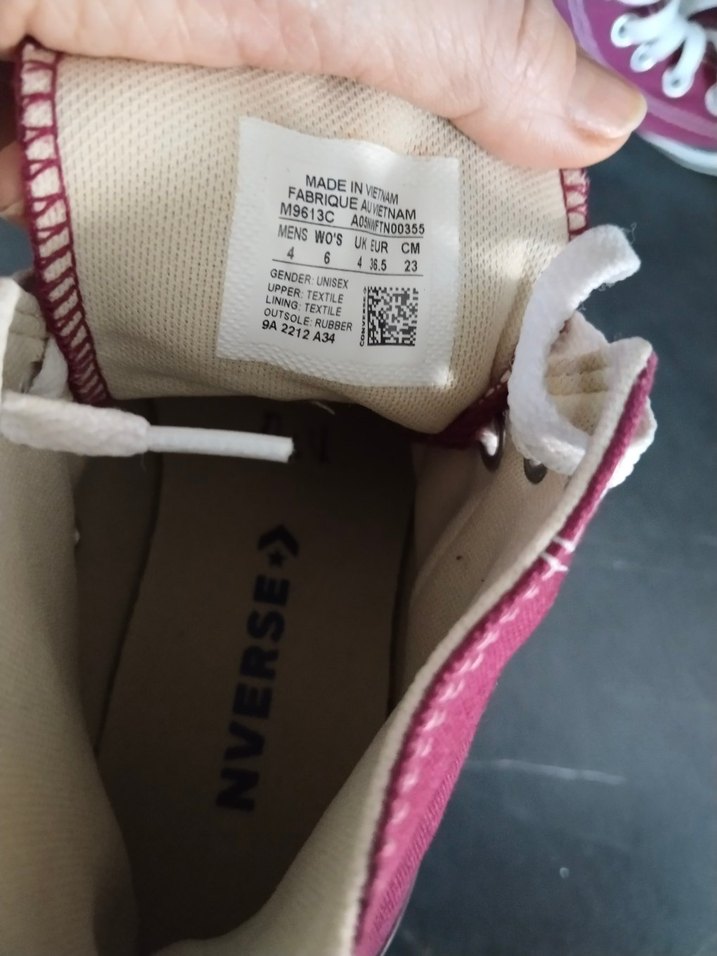 MADE IN VIETNAM
FABRIQUE AU VIETNAM
M9613C A05NWFTN00355
MENS WO'S UK EUR CM
4 6 4 36.5 23
GENDER: UNISEX
UPPER: TEXTILE
LINING: TEXTILE
OUTSOLE: RUBBER
9A 2212 A34
NVERSE